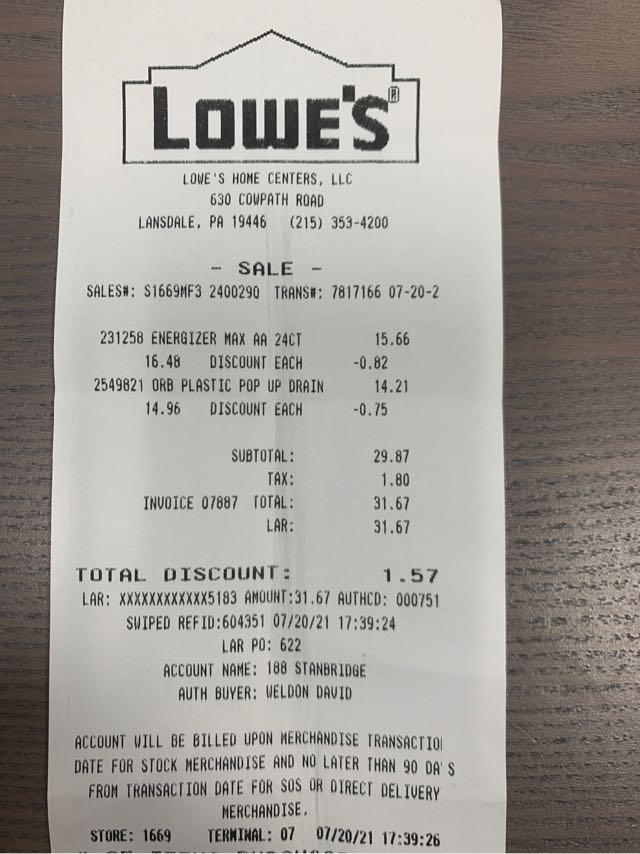 LOWE'S®
LOWE'S HOME CENTERS, LLC
630 COWPATH ROAD
LANSDALE, PA 19446 (215) 353-4200
- SALE -
SALES#: S1669MF3 2400290 TRANS#: 7817166 07-20-2
231258 ENERGIZER MAX AA 24CT 15.66
16.48 DISCOUNT EACH -0.82
2549821 ORB PLASTIC POP UP DRAIN 14.21
14.96 DISCOUNT EACH -0.75
SUBTOTAL: 29.87
TAX: 1.80
INVOICE 07887 TOTAL: 31.67
LAR: 31.67
TOTAL DISCOUNT: 1.57
LAR: XXXXXXXXXXXX5183 AMOUNT:31.67 AUTHCD: 000751
SWIPED REFID:604351 07/20/21 17:39:24
LAR PO: 622
ACCOUNT NAME: 188 STANBRIDGE
AUTH BUYER: WELDON DAVID
ACCOUNT WILL BE BILLED UPON MERCHANDISE TRANSACTIO
DATE FOR STOCK MERCHANDISE AND NO LATER THAN 90 DA'S
FROM TRANSACTION DATE FOR SOS OR DIRECT DELIVERY
MERCHANDISE.
STORE: 1669 TERMINAL: 07 07/20/21 17:39:26